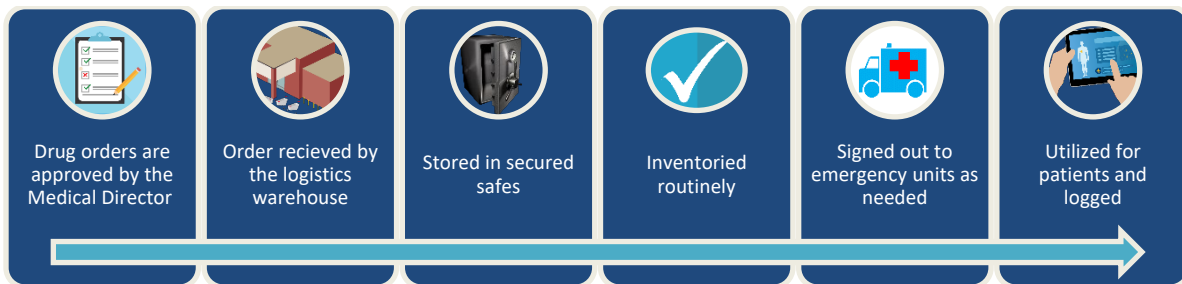 Drug orders are
approved by the
Medical Director
Order recieved by
the logistics
warehouse
Stored in secured
safes
Inventoried
routinely
Signed out to
emergency units as
needed
Utilized for
patients and
logged